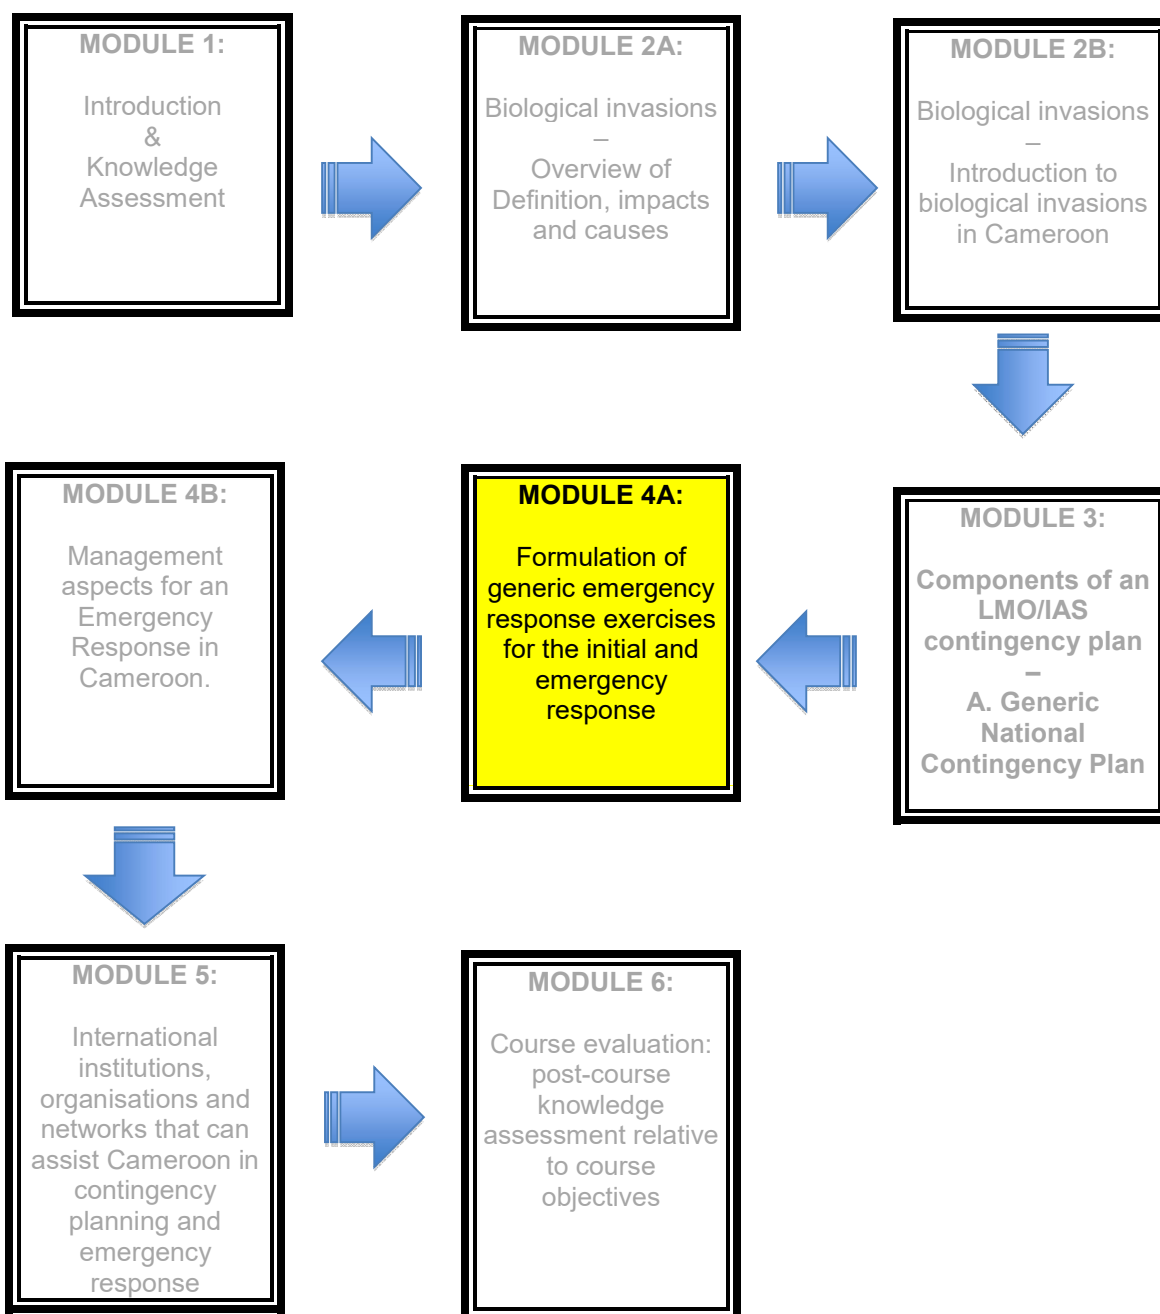 MODULE 1:
Introduction
&
Knowledge
Assessment
MODULE 2A:
Biological invasions
–
Overview of
Definition, impacts
and causes
MODULE 2B:
Biological invasions
–
Introduction to
biological invasions
in Cameroon
MODULE 3:
Components of an
LMO/IAS
contingency plan
–
A. Generic
National
Contingency Plan
MODULE 4A:
Formulation of
generic emergency
response exercises
for the initial and
emergency
response
MODULE 4B:
Management
aspects for an
Emergency
Response in
Cameroon.
MODULE 5:
International
institutions,
organisations and
networks that can
assist Cameroon in
contingency
planning and
emergency
response
MODULE 6:
Course evaluation:
post-course
knowledge
assessment relative
to course
objectives